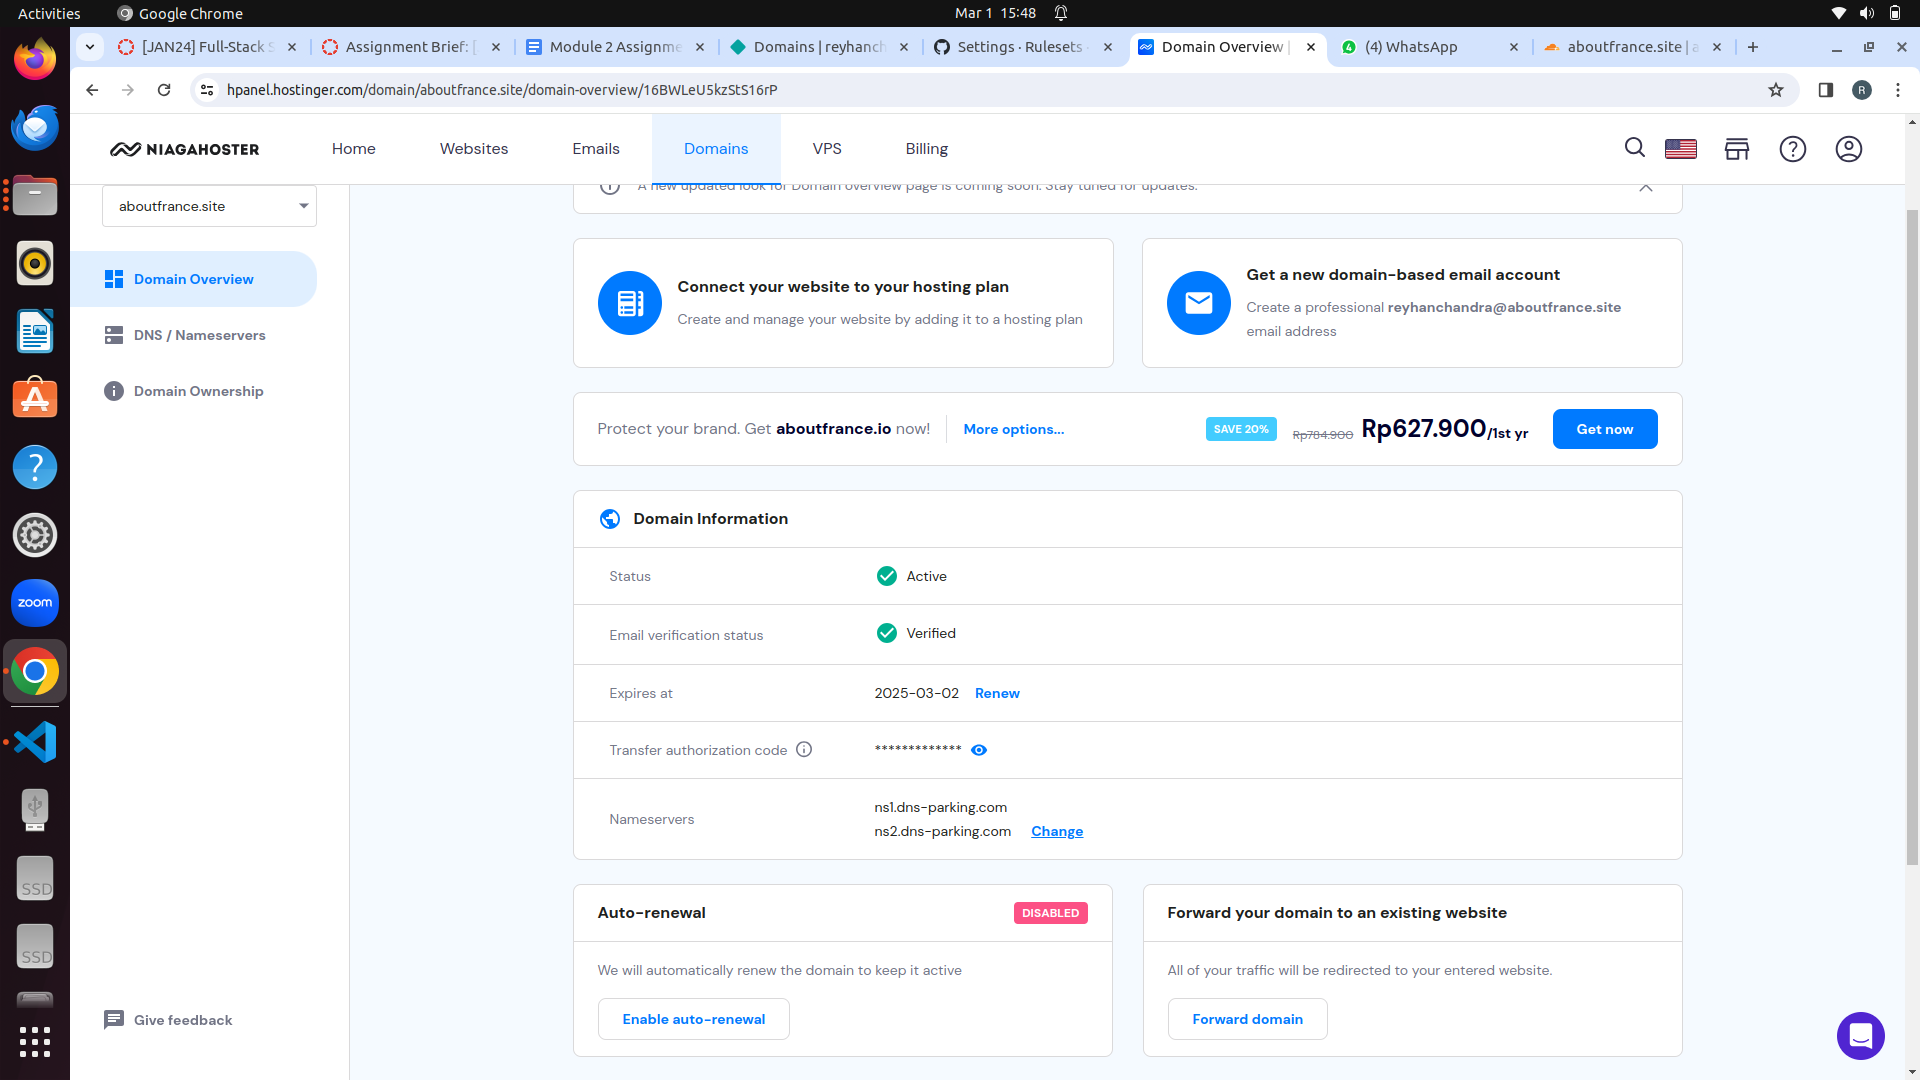 Activities
Google Chrome
Mar 1 15:48
[JAN24] Full-Stack S
Assignment Brief: [
Module 2 Assignme
Domains | reyhanch
Settings · Rulesets
Domain Overview |
(4) WhatsApp
aboutfrance.site | a
hpanel.hostinger.com/domain/aboutfrance.site/domain-overview/16BWLeU5kzStS16rP
R
NIAGAHOSTER
Home
Websites
Emails
Domains
VPS
Billing
A new updated look for Domain overview page is coming soon. Stay tuned for updates.
aboutfrance.site
Domain Overview
DNS / Nameservers
Domain Ownership
Connect your website to your hosting plan
Create and manage your website by adding it to a hosting plan
Get a new domain-based email account
Create a professional reyhanchandra@aboutfrance.site
email address
Protect your brand. Get aboutfrance.io now!
More options...
SAVE 20%
Rp784.900
Rp627.900/1st yr
Get now
Domain Information
Status
Active
Email verification status
Verified
Expires at
2025-03-02
Renew
Transfer authorization code
*************
Nameservers
ns1.dns-parking.com
ns2.dns-parking.com
Change
Auto-renewal
DISABLED
We will automatically renew the domain to keep it active
Enable auto-renewal
Forward your domain to an existing website
All of your traffic will be redirected to your entered website.
Forward domain
Give feedback
zoom
SSD
SSD